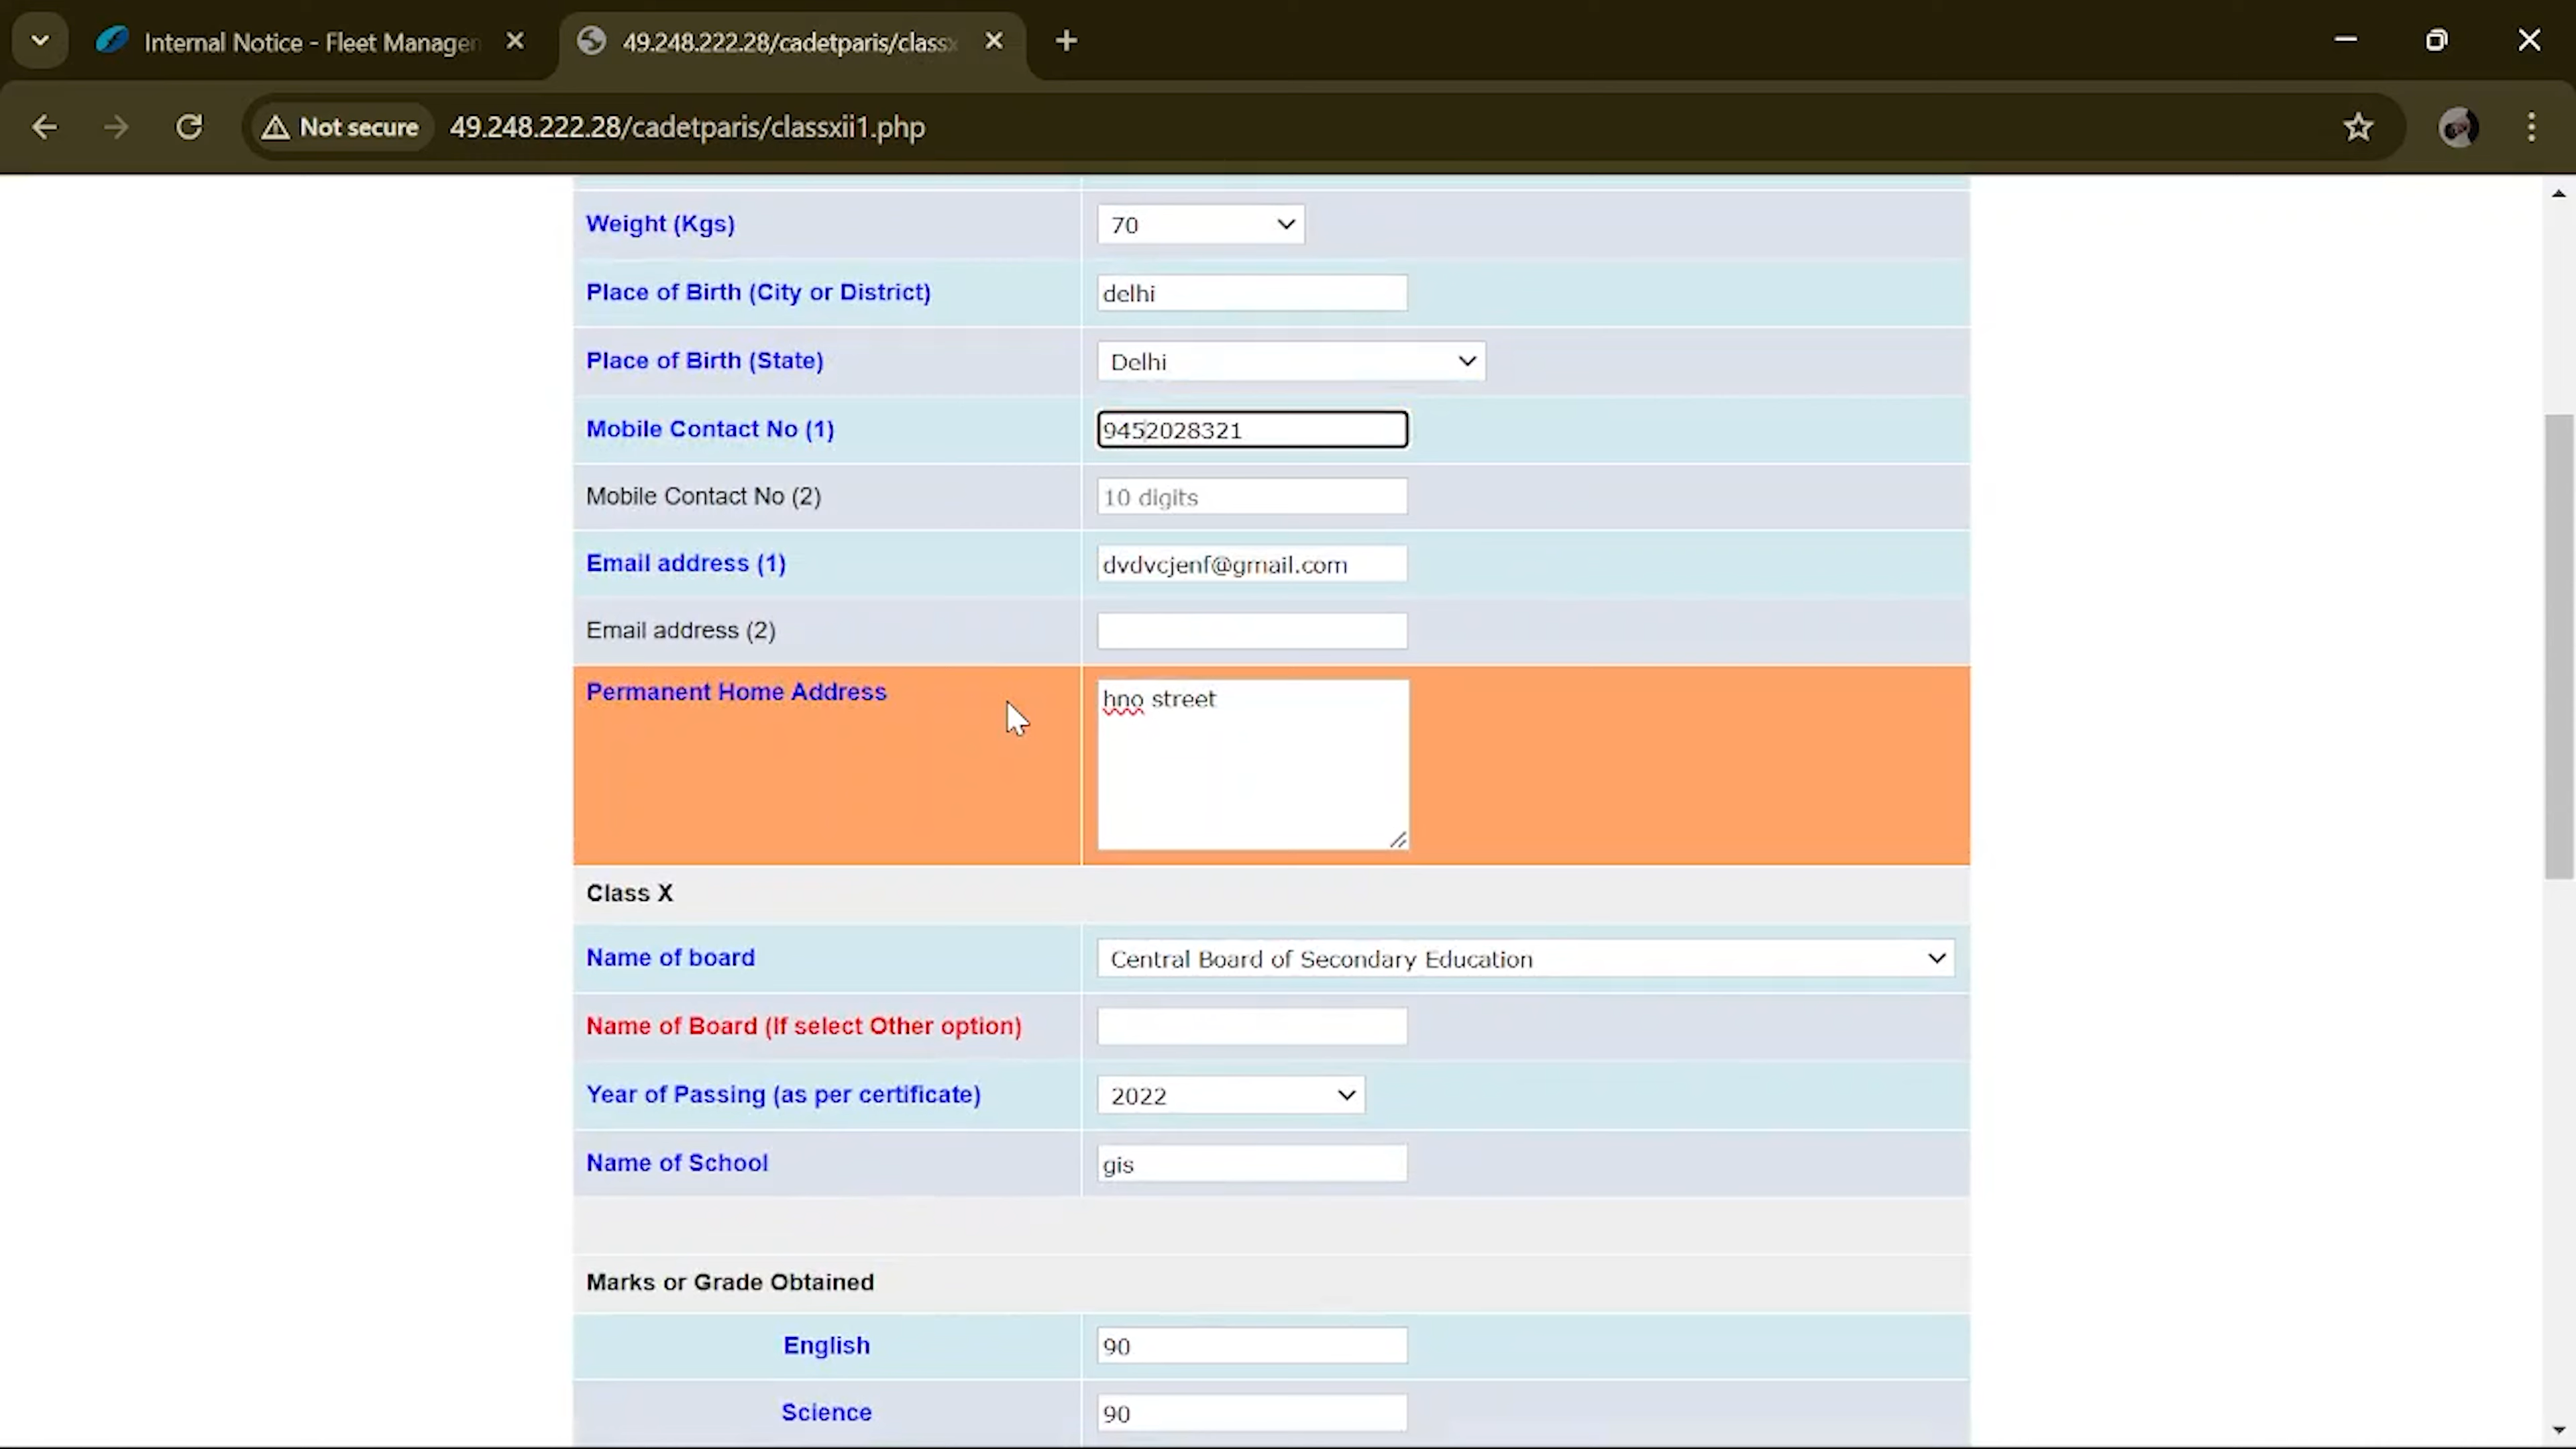 Internal Notice - Fleet Manager
49.248.222.28/cadetparis/classx
Not secure 49.248.222.28/cadetparis/classxii1.php
Weight (Kgs) 70
Place of Birth (City or District) delhi
Place of Birth (State) Delhi
Mobile Contact No (1) 9452028321
Mobile Contact No (2) 10 digits
Email address (1) dvdvcjenf@gmail.com
Email address (2)
Permanent Home Address hno street
Class X
Name of board Central Board of Secondary Education
Name of Board (If select Other option)
Year of Passing (as per certificate) 2022
Name of School gis
Marks or Grade Obtained
English 90
Science 90